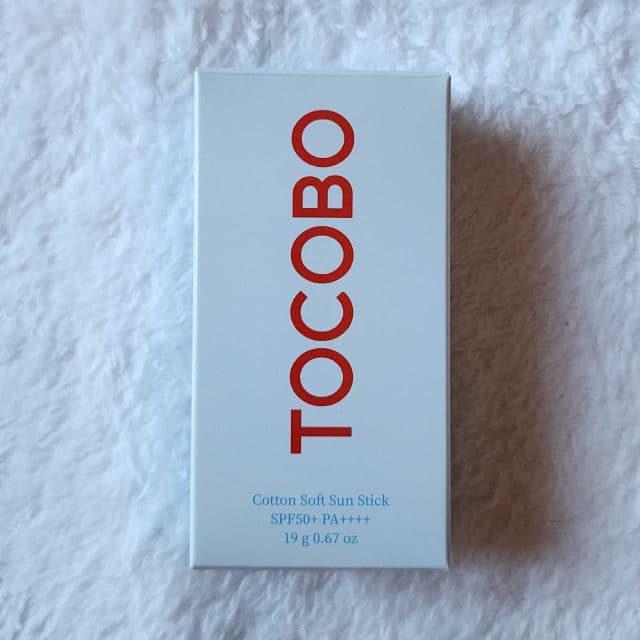 TOCOBO
Cotton Soft Sun Stick
SPF50+ PA++++
19 g 0.67 oz